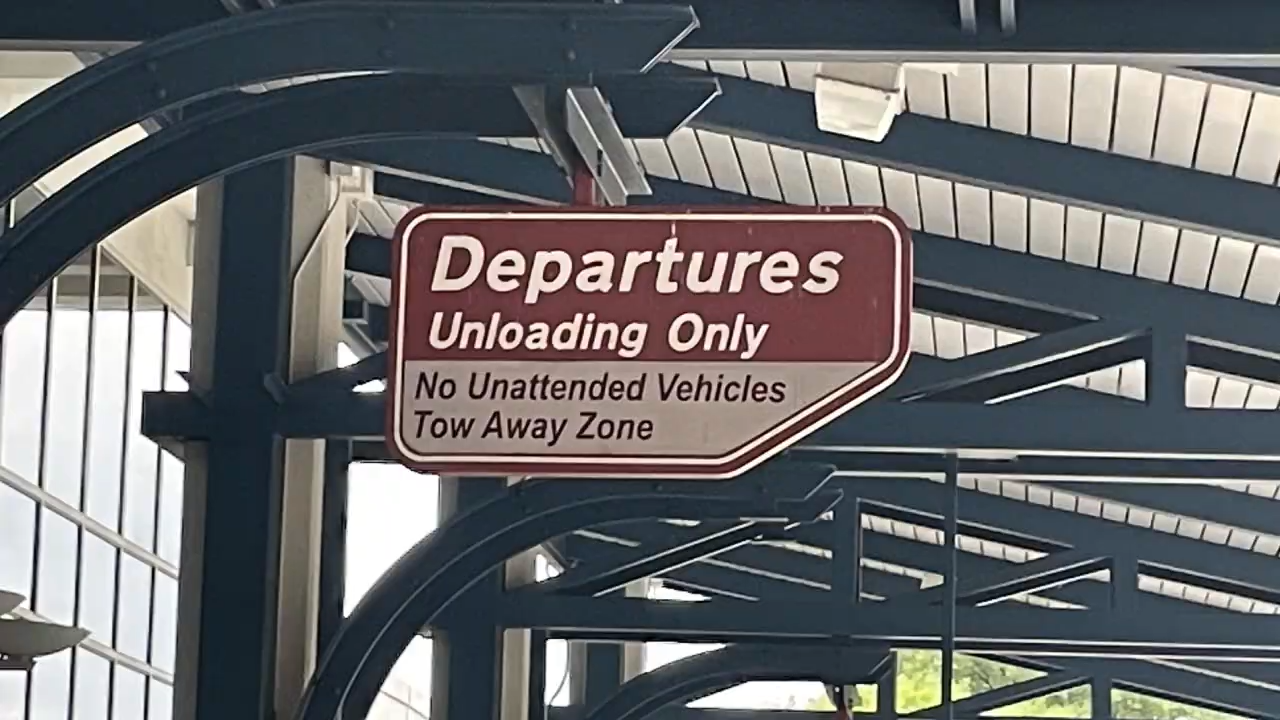 Departures
Unloading Only
No Unattended Vehicles
Tow Away Zone